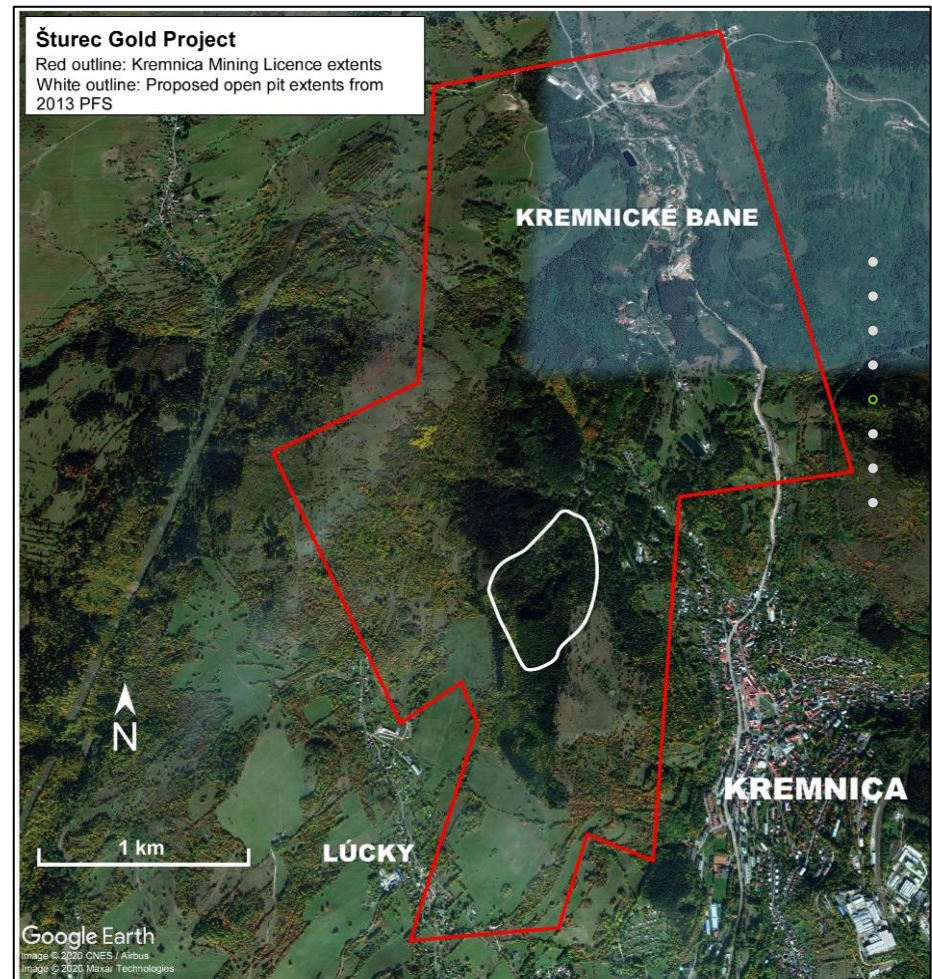 Šturec Gold Project
Red outline: Kremnica Mining Licence extents
White outline: Proposed open pit extents from
2013 PFS
KREMNICKÉ BANE
N
KREMNICA
1 km
LÚCKY
Google Earth
Image © 2020 CNES / Airbus
Image © 2020 Maxar Technologies